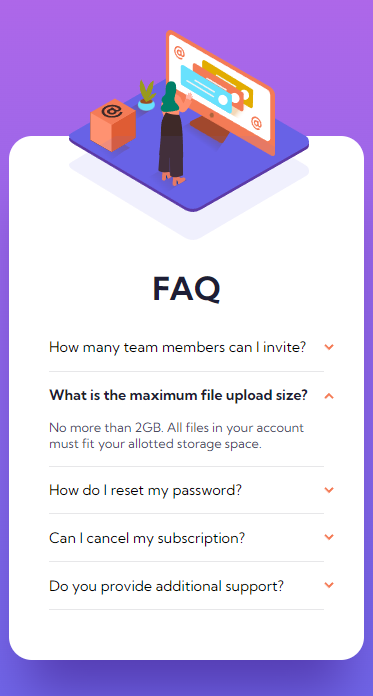 @
@
@
FAQ
How many team members can I invite?
What is the maximum file upload size?
No more than 2GB. All files in your account
must fit your allotted storage space.
How do I reset my password?
Can I cancel my subscription?
Do you provide additional support?